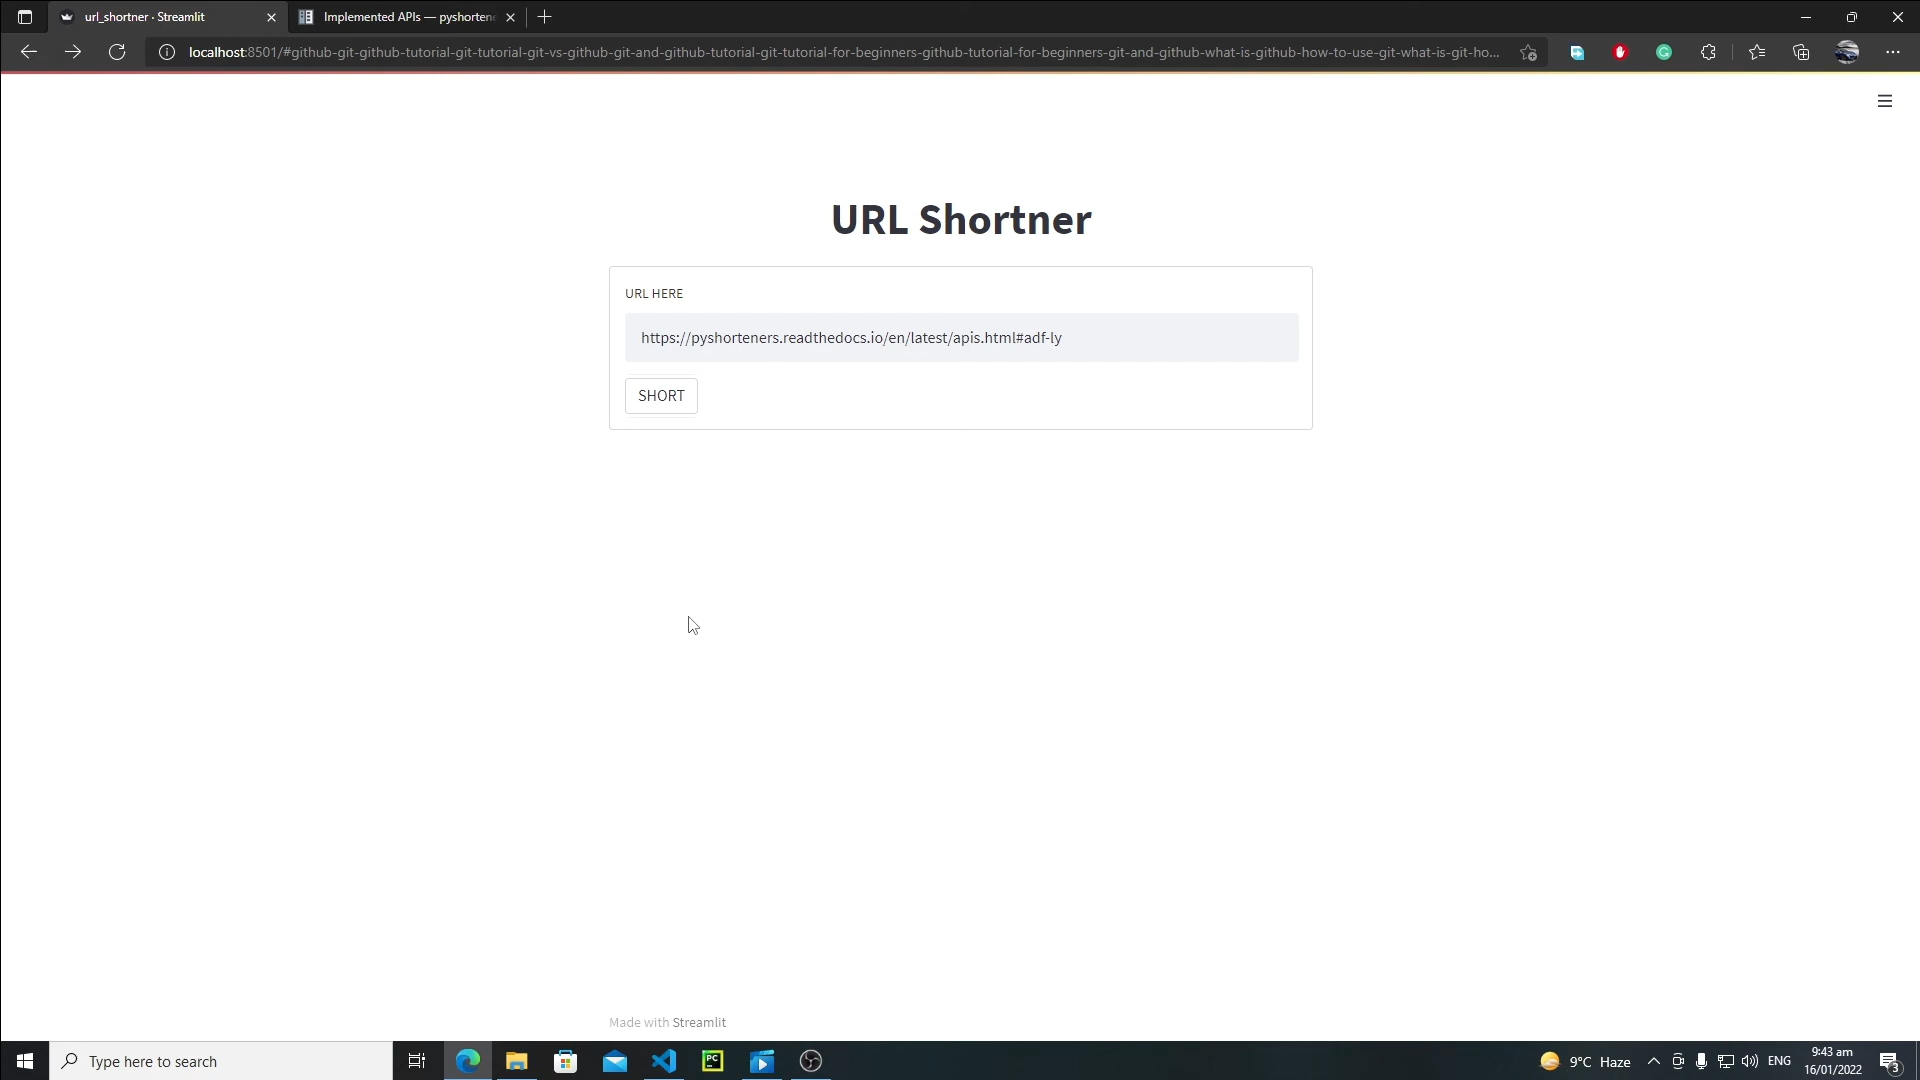 url_shortner · Streamlit
Implemented APIs — pyshortene
localhost:8501/#github-git-github-tutorial-git-tutorial-git-vs-github-git-and-github-tutorial-git-tutorial-for-beginners-github-tutorial-for-beginners-git-and-github-what-is-github-how-to-use-git-what-is-git-ho...
URL Shortner
URL HERE
https://pyshorteners.readthedocs.io/en/latest/apis.html#adf-ly
SHORT
Made with Streamlit
Type here to search
PC
9°C Haze
ENG
9:43 am
16/01/2022
3